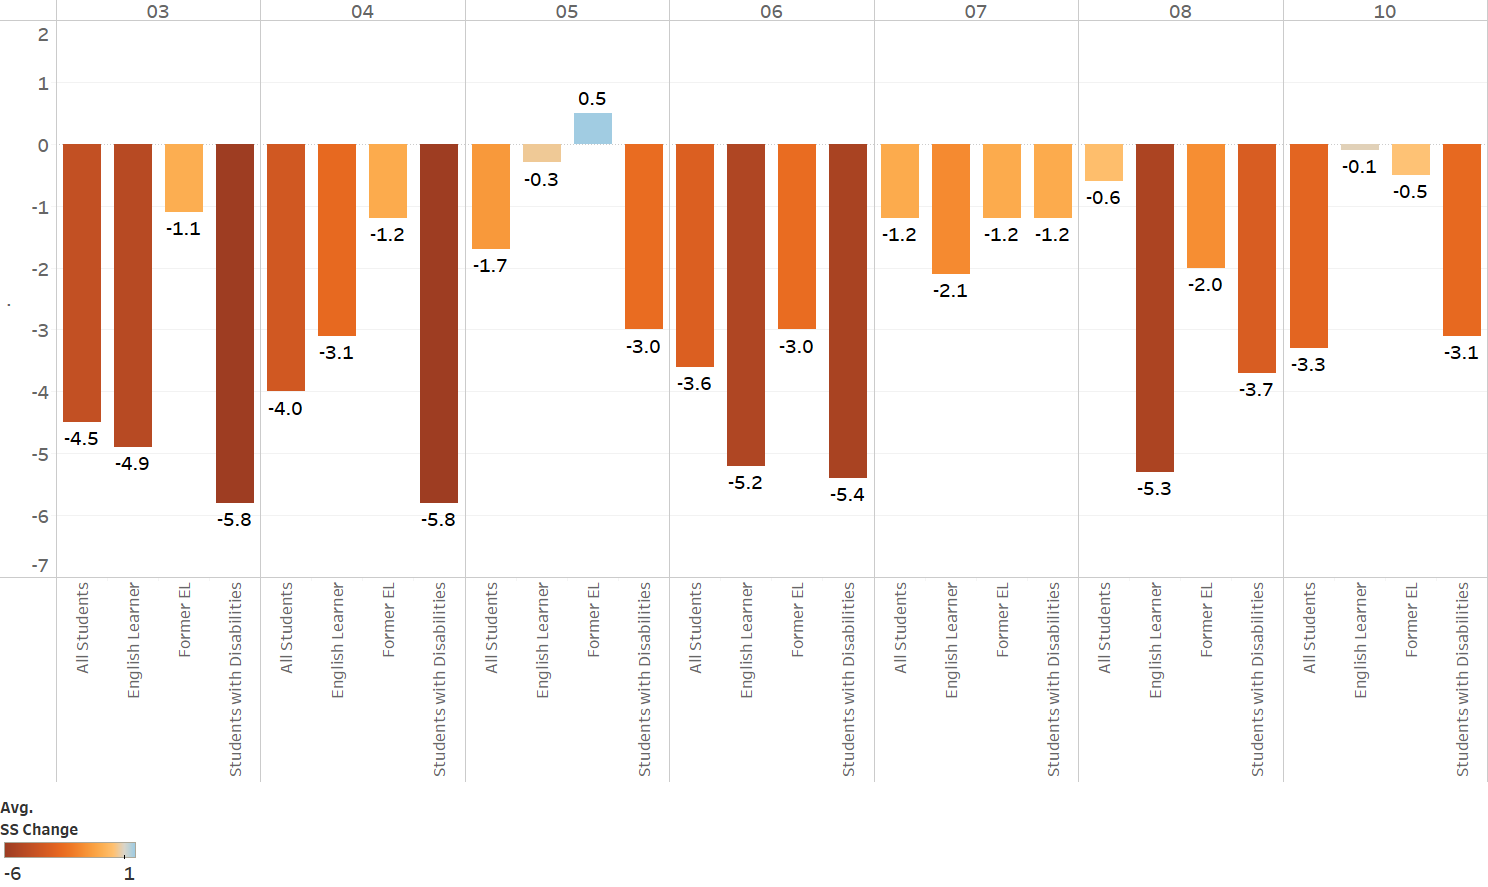 03 04 05 06 07 08 10
2
1
0
-1
-2
-3
-4
-5
-6
-7
-4.5 -4.9 -1.1 -5.8
-4.0 -3.1 -1.2 -5.8
-1.7 -0.3 0.5 -3.0
-3.6 -5.2 -3.0 -5.4
-1.2 -2.1 -1.2 -1.2
-0.6 -5.3 -2.0 -3.7
-3.3 -0.1 -0.5 -3.1
All Students
English Learner
Former EL
Students with Disabilities
All Students
English Learner
Former EL
Students with Disabilities
All Students
English Learner
Former EL
Students with Disabilities
All Students
English Learner
Former EL
Students with Disabilities
All Students
English Learner
Former EL
Students with Disabilities
All Students
English Learner
Former EL
Students with Disabilities
All Students
English Learner
Former EL
Students with Disabilities
Avg.
SS Change
-6 1